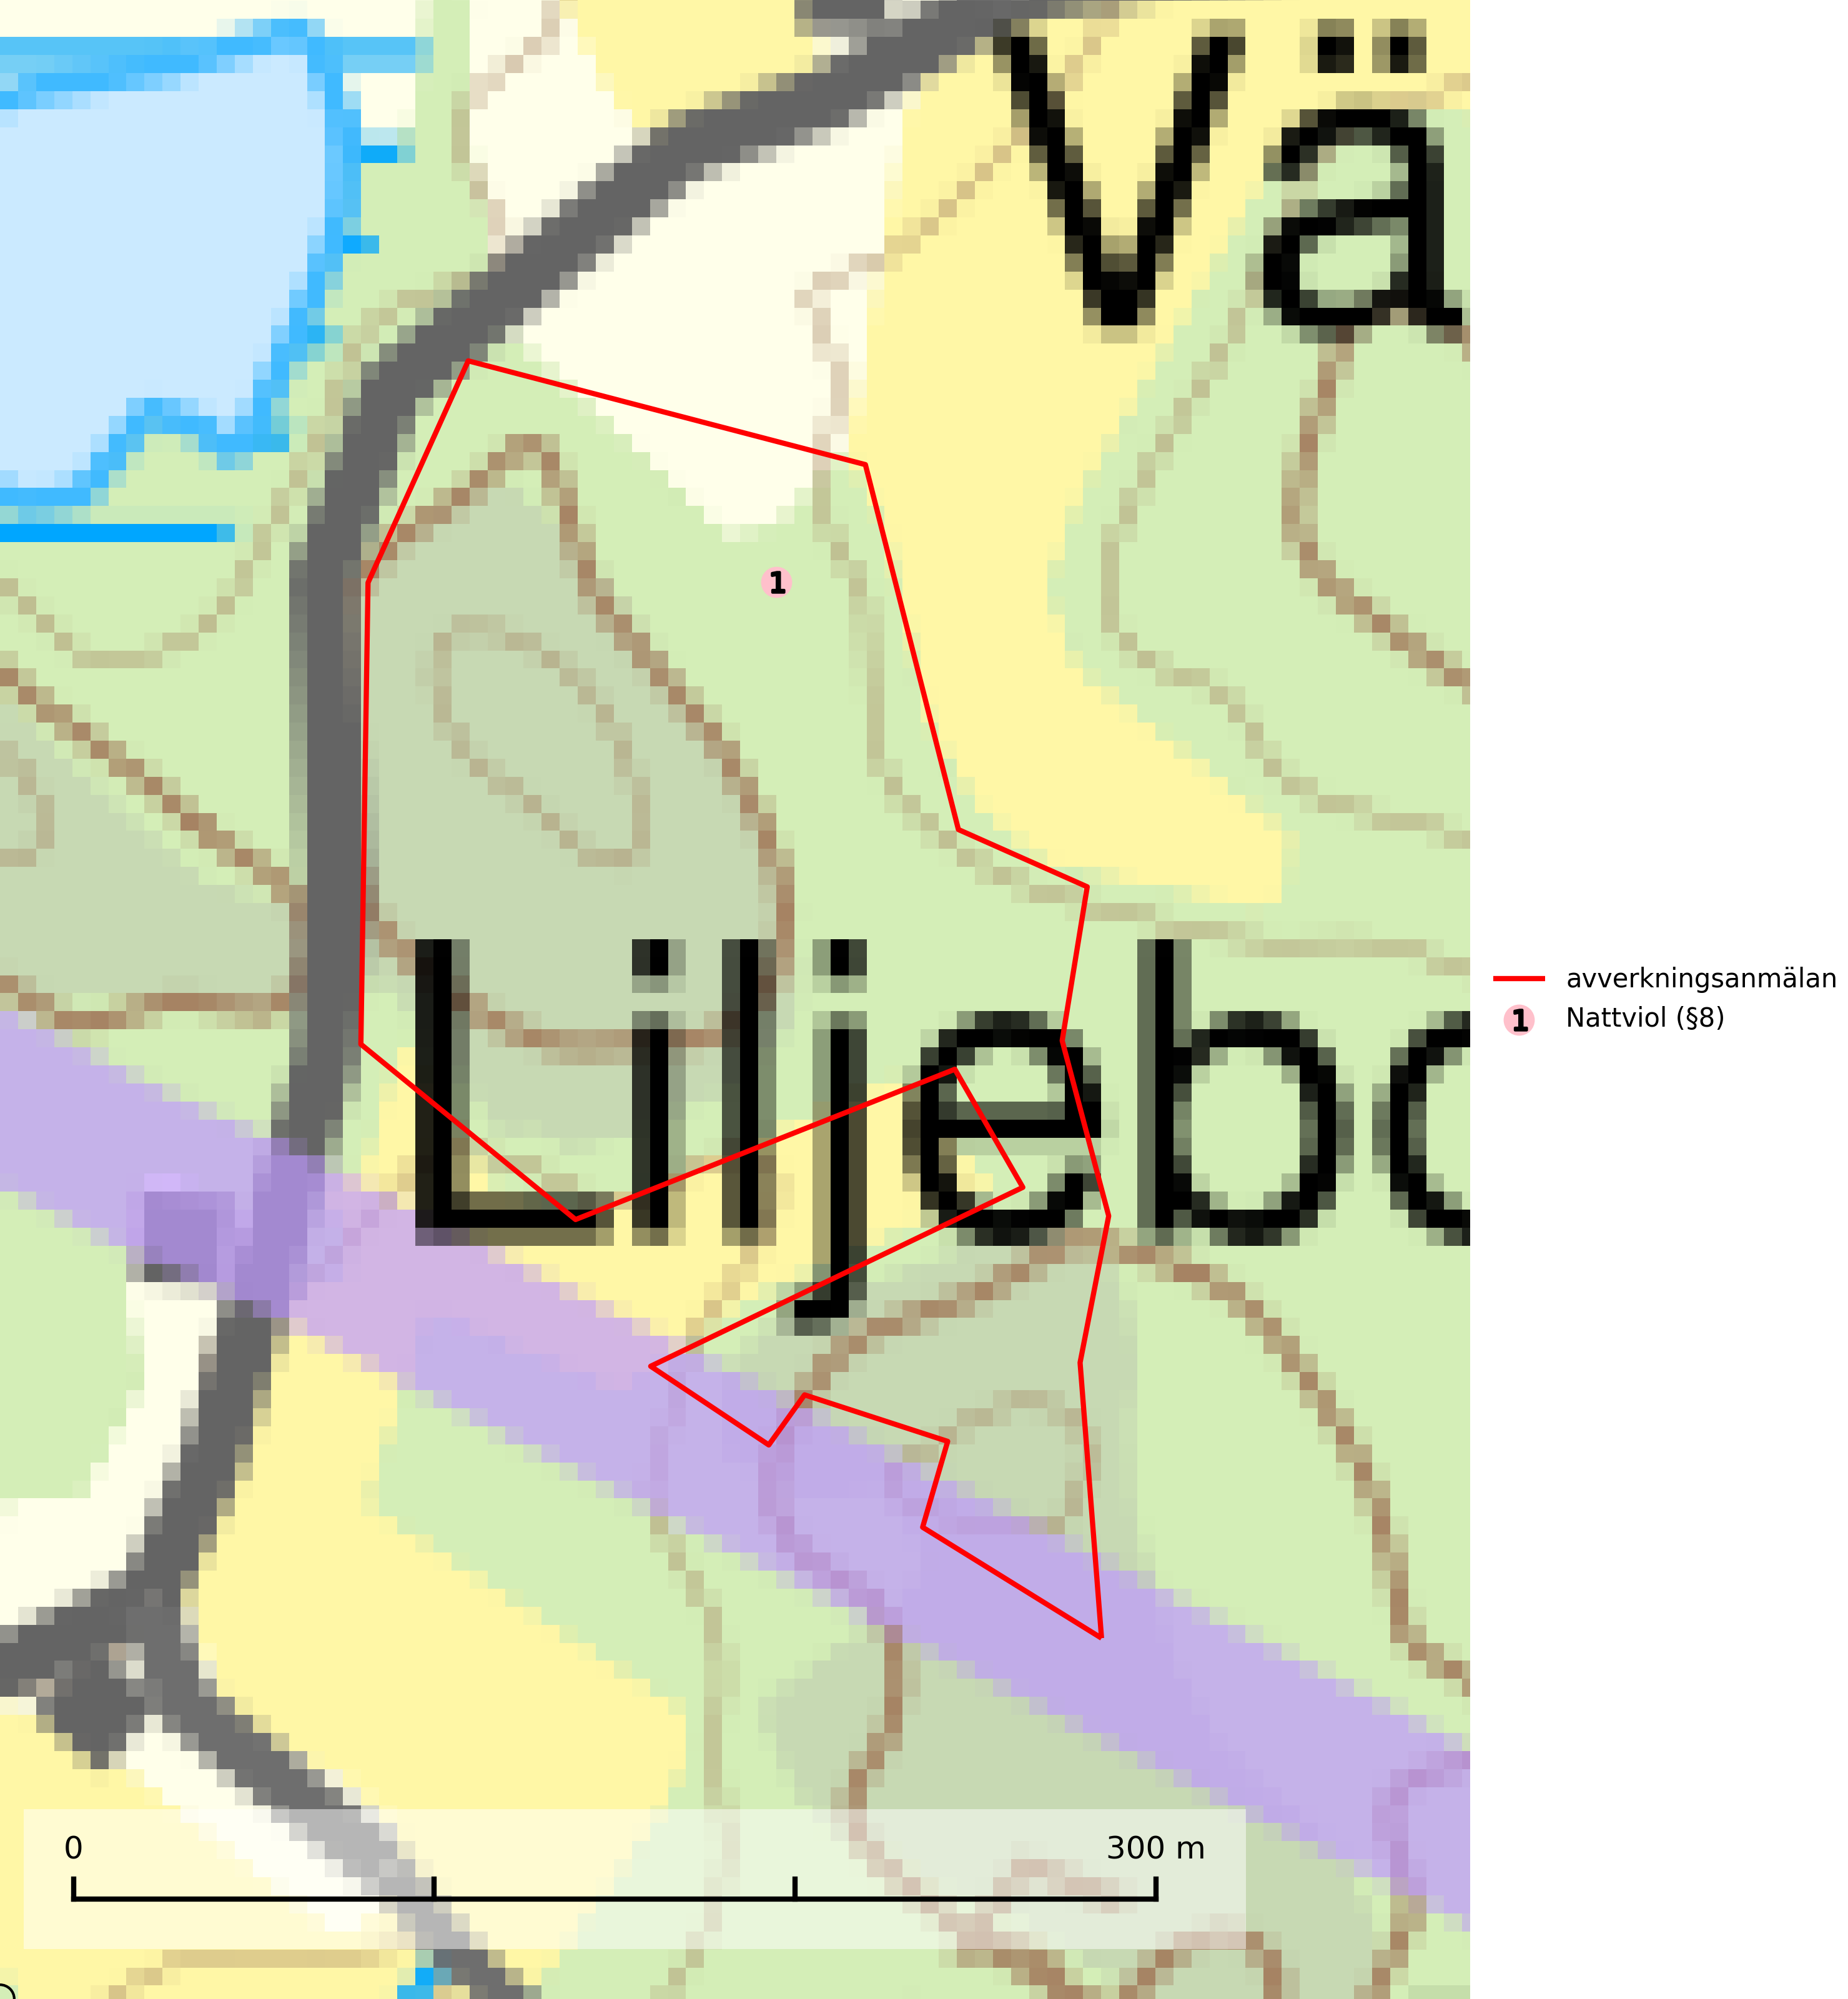 Vä
1
Liljebo
avverkningsanmälan
1 Nattviol (§8)
0 300 m